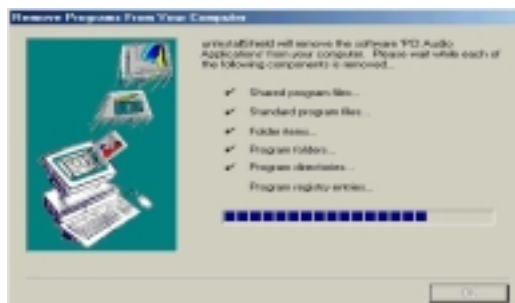 Remove Programs From Your Computer
uninstallShield will remove the software 'PCI Audio
Applications' from your computer. Please wait while each of
the following components is removed...
✔ Shared program files...
✔ Standard program files...
✔ Folder items...
✔ Program folders...
✔ Program directories...
Program registry entries...
OK